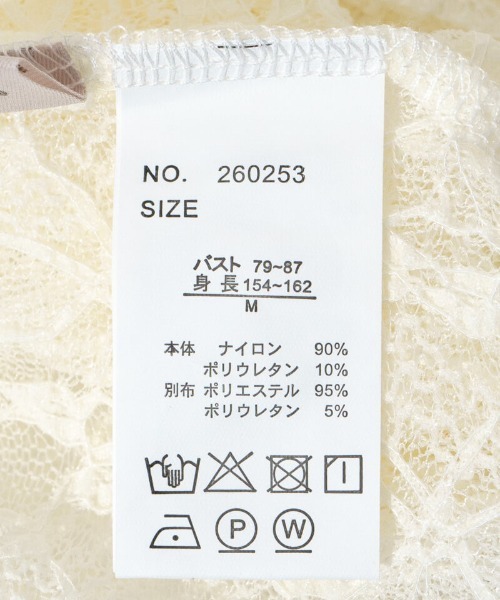 NO. 260253
SIZE
バスト 79~87
身長 154~162
M
本体 ナイロン 90%
ポリウレタン 10%
別布 ポリエステル 95%
ポリウレタン 5%
P W